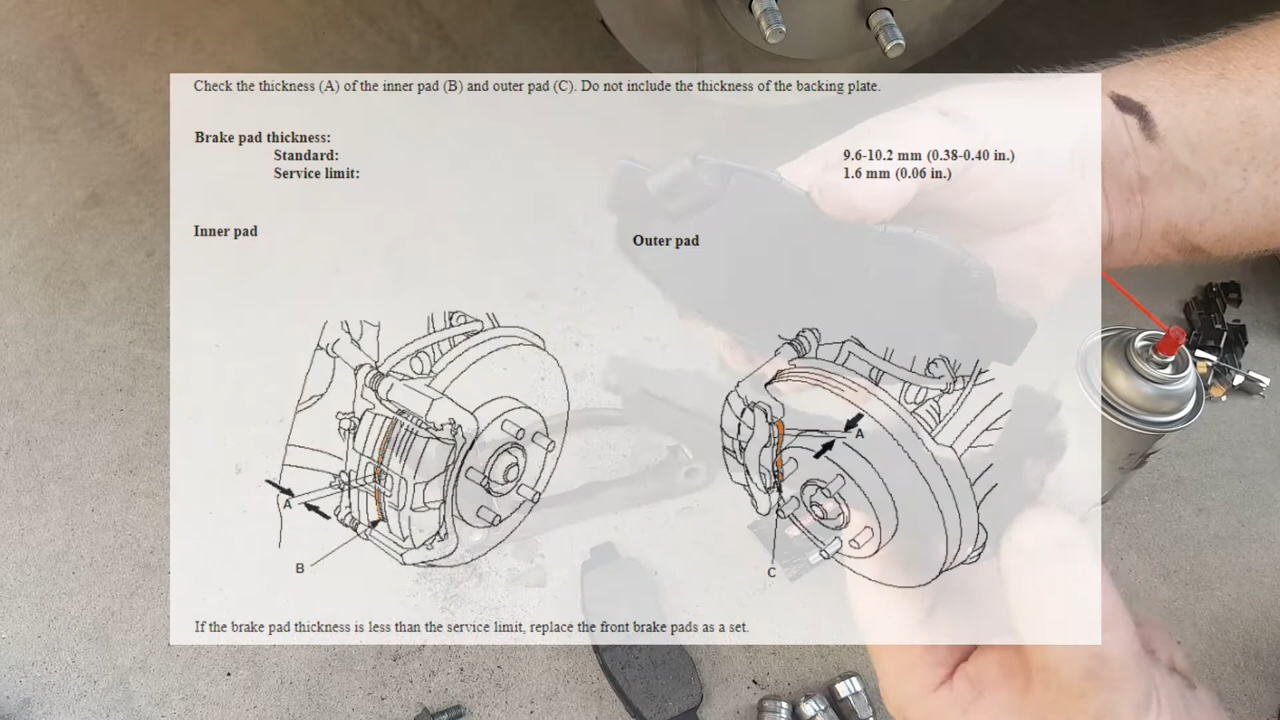 Check the thickness (A) of the inner pad (B) and outer pad (C). Do not include the thickness of the backing plate.
Brake pad thickness:
Standard: 9.6-10.2 mm (0.38-0.40 in.)
Service limit: 1.6 mm (0.06 in.)
Inner pad
Outer pad
A
B
A
C
If the brake pad thickness is less than the service limit, replace the front brake pads as a set.